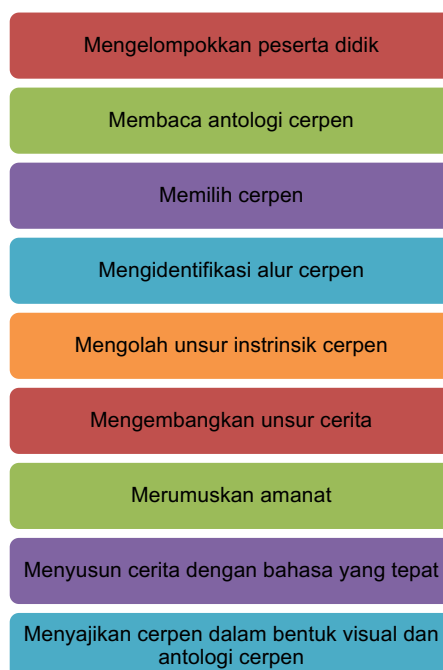 Mengelompokkan peserta didik
Membaca antologi cerpen
Memilih cerpen
Mengidentifikasi alur cerpen
Mengolah unsur instrinsik cerpen
Mengembangkan unsur cerita
Merumuskan amanat
Menyusun cerita dengan bahasa yang tepat
Menyajikan cerpen dalam bentuk visual dan
antologi cerpen